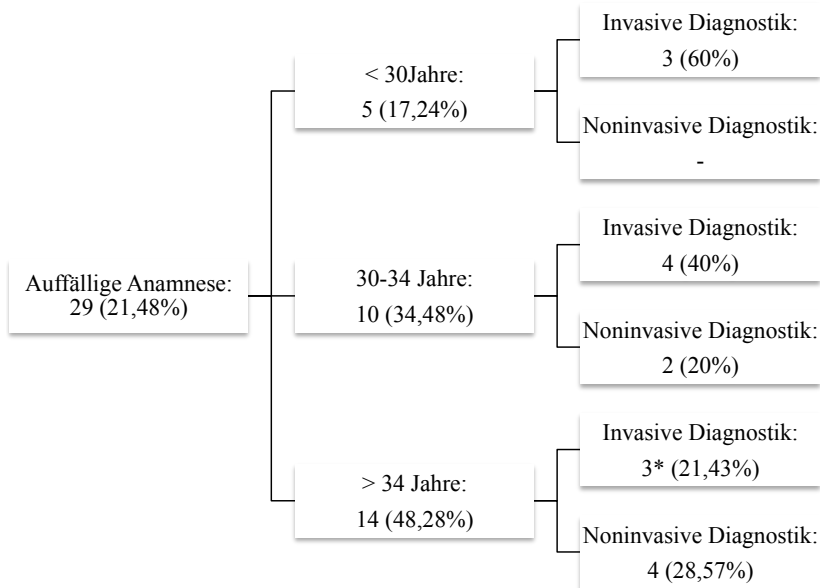 Auffällige Anamnese:
29 (21,48%)
< 30Jahre:
5 (17,24%)
Invasive Diagnostik:
3 (60%)
Noninvasive Diagnostik:
-
30-34 Jahre:
10 (34,48%)
Invasive Diagnostik:
4 (40%)
Noninvasive Diagnostik:
2 (20%)
> 34 Jahre:
14 (48,28%)
Invasive Diagnostik:
3* (21,43%)
Noninvasive Diagnostik:
4 (28,57%)